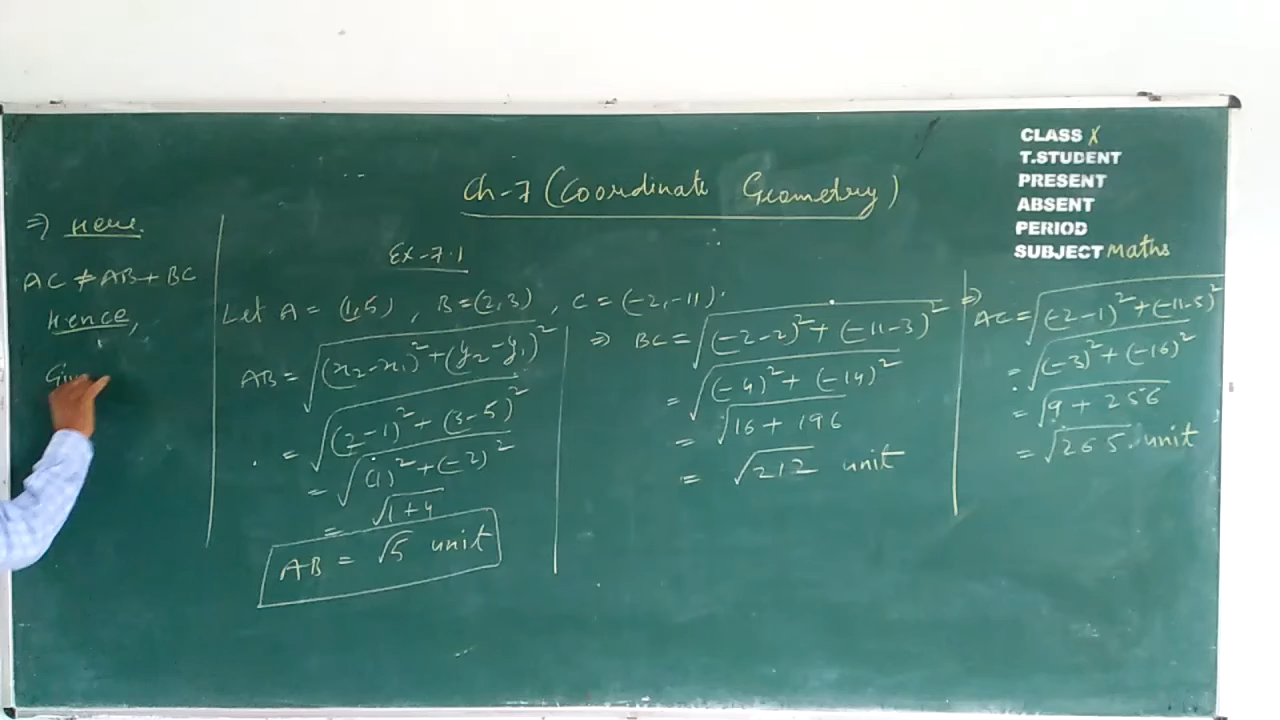 Ch-7 (Coordinate Geometry)
CLASS X
T.STUDENT
PRESENT
ABSENT
PERIOD
SUBJECT Maths
Ex-7.1
Let A = (1,5) , B=(2,3) , C = (-2,-11).
AB = √(x₂-x₁)²+(y₂-y₁)²
= √(2-1)² + (3-5)²
= √(1)² + (-2)²
= √1+4
AB = √5 unit
⇒ BC = √(-2-2)² + (-11-3)²
= √(-4)² + (-14)²
= √16 + 196
= √212 unit
⇒ AC = √(-2-1)² + (-11-5)²
= √(-3)² + (-16)²
= √9 + 256
= √265 unit
⇒ Here.
AC ≠ AB + BC
Hence,